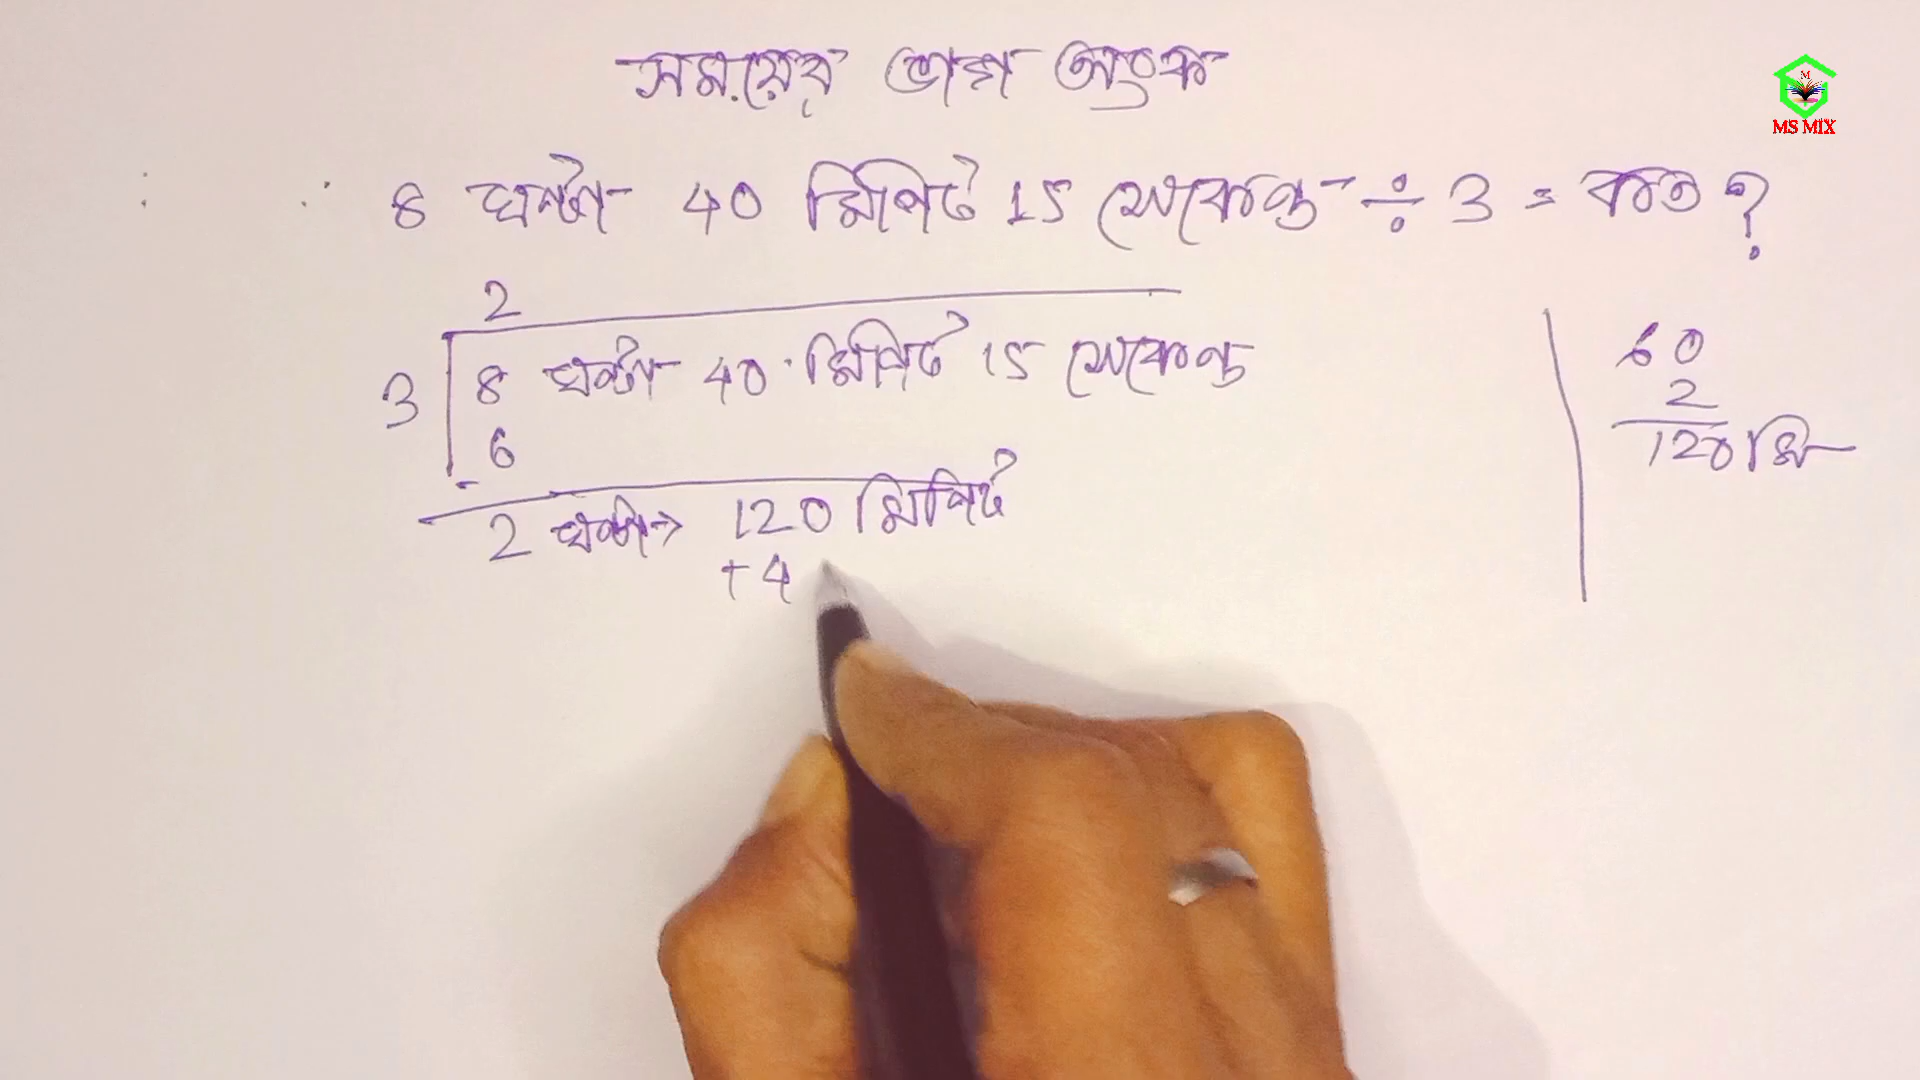 সময়ের ভাগ অংক
M
MS MIX
8 ঘন্টা 40 মিনিট 15 সেকেন্ড ÷ 3 = কত ?
2
3 8 ঘন্টা 40 মিনিট 15 সেকেন্ড
6
2 ঘন্টা → 120 মিনিট
+ 4
60
2
120 মি